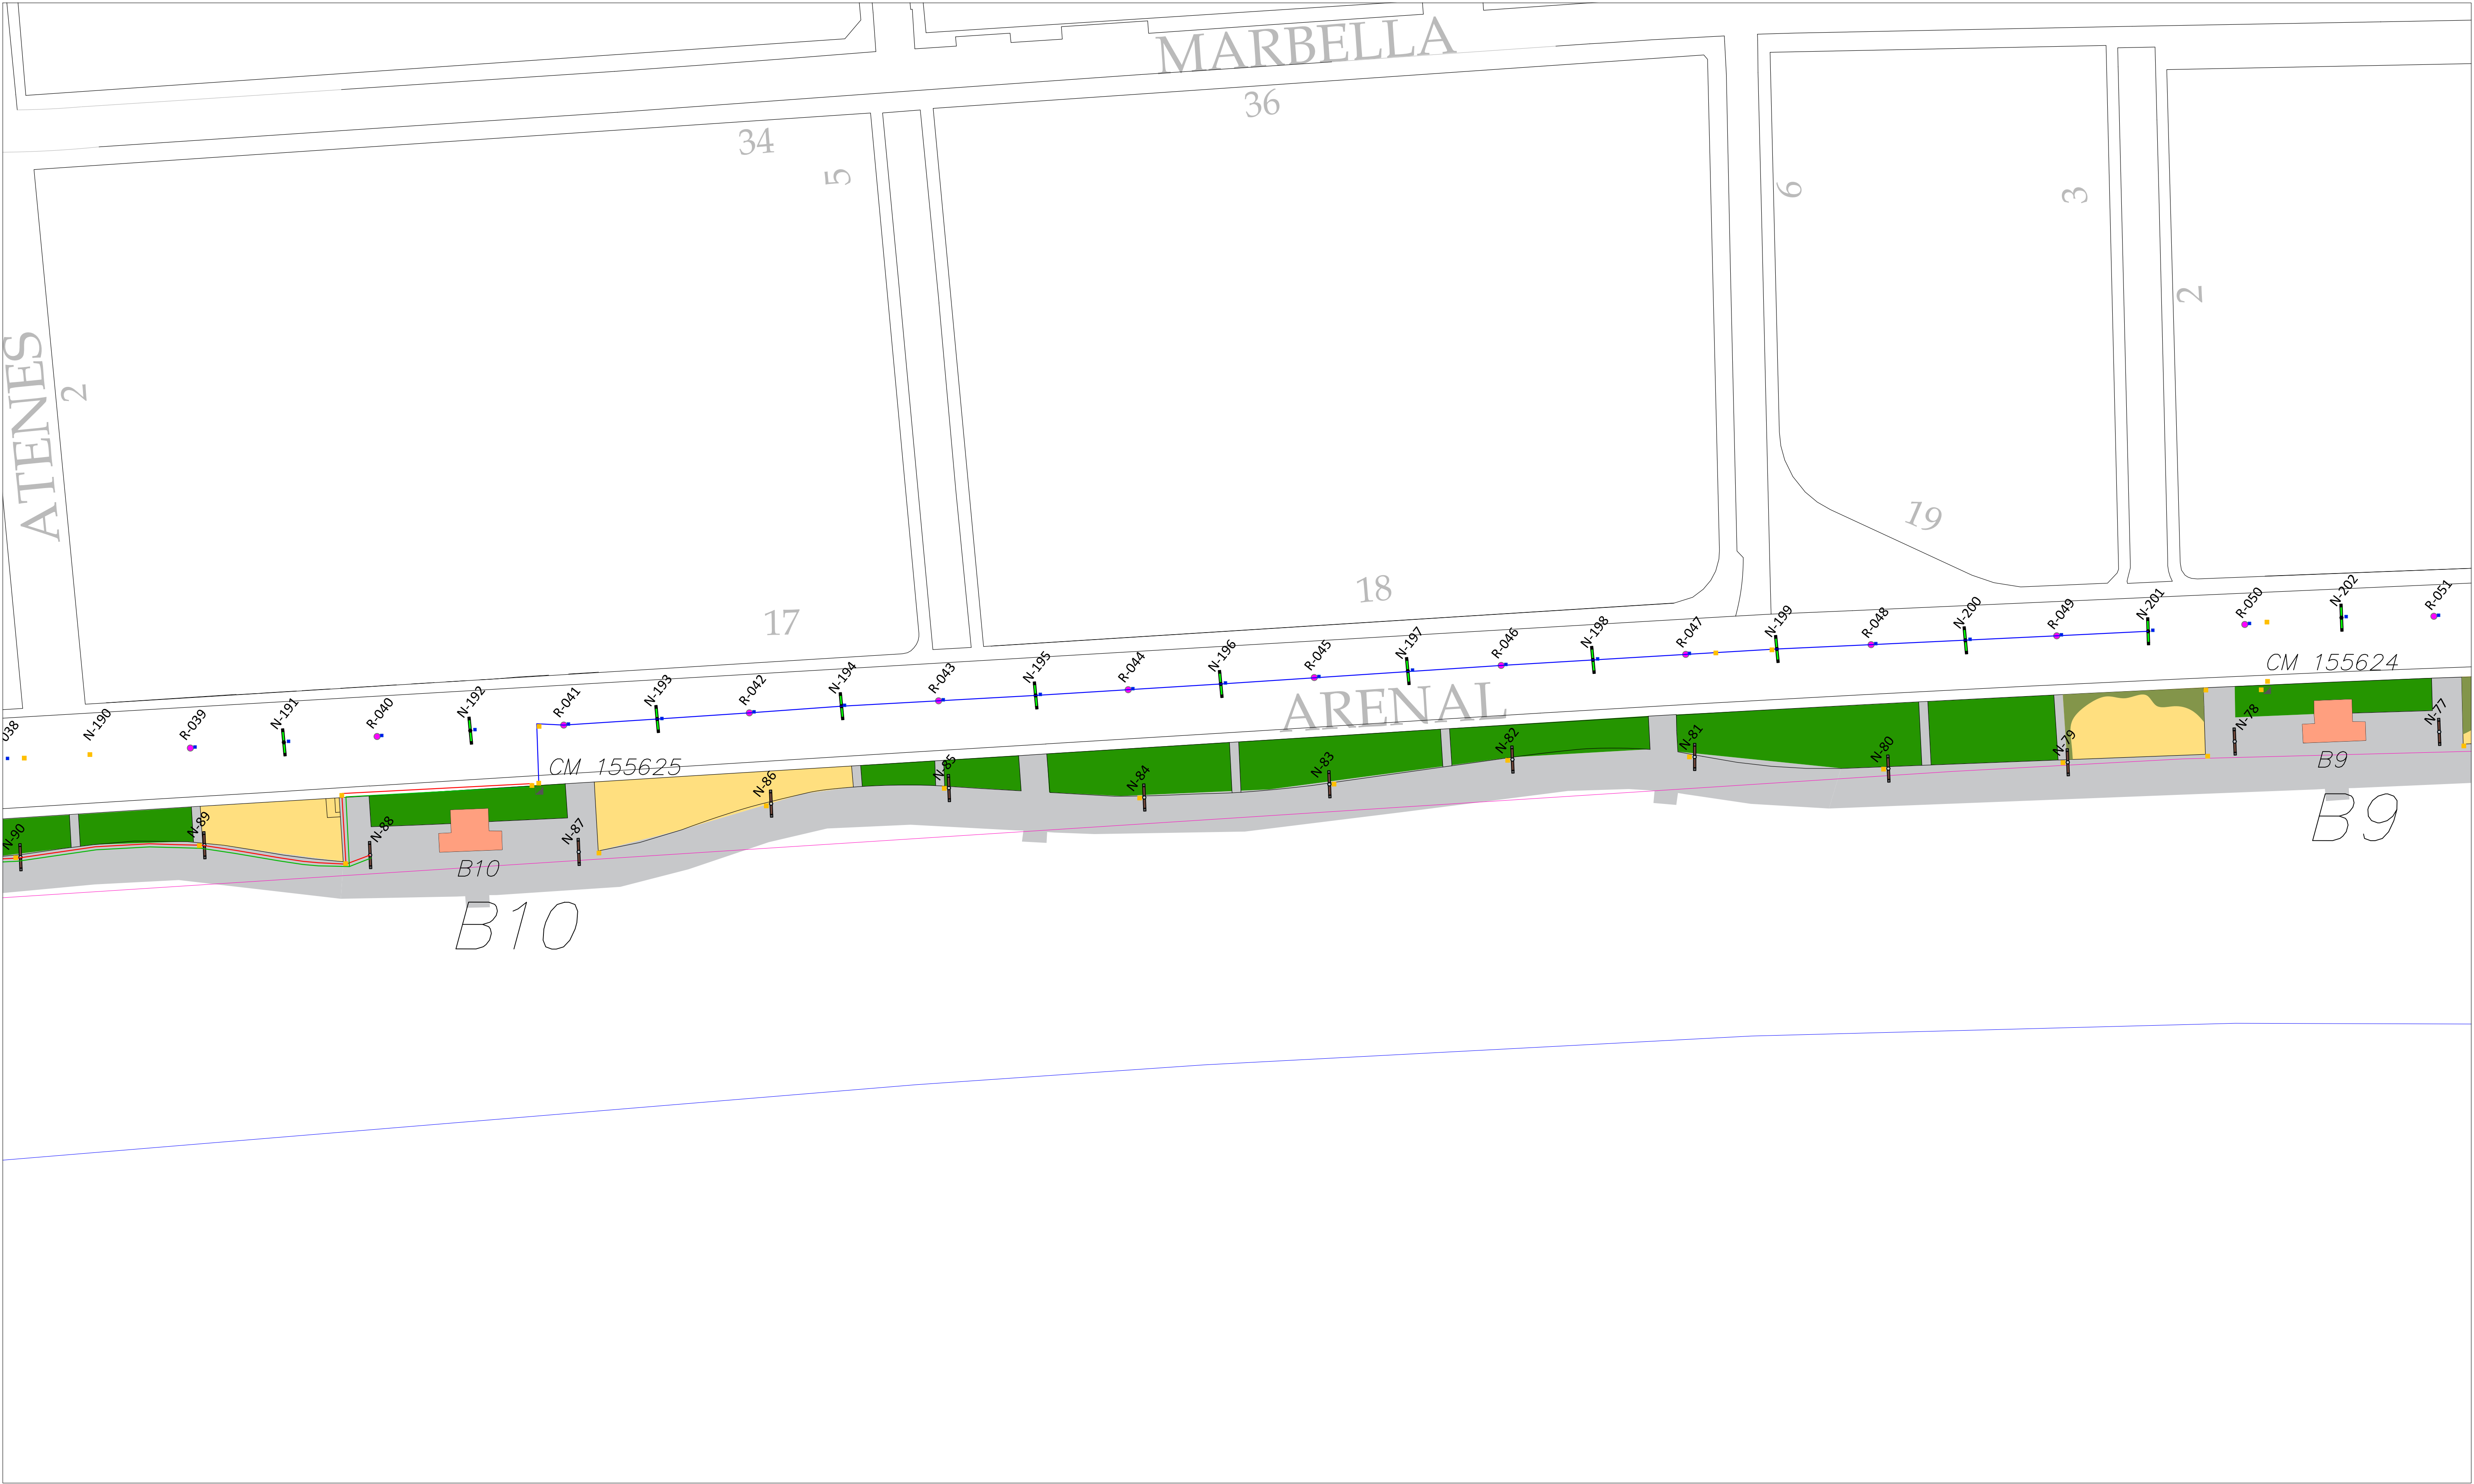 MARBELLA
36
34
5
6
3
2
ATENES
2
19
18
17
N-190
R-039
N-191
R-040
N-192
R-041
N-193
R-042
N-194
R-043
N-195
R-044
N-196
R-045
N-197
R-046
N-198
R-047
N-199
R-048
N-200
R-049
N-201
R-050
N-202
R-051
038
ARENAL
CM 155624
CM 155625
N-90
N-89
N-88
N-87
N-86
N-85
N-84
N-83
N-82
N-81
N-80
N-79
N-78
N-77
B9
B9
B10
B10